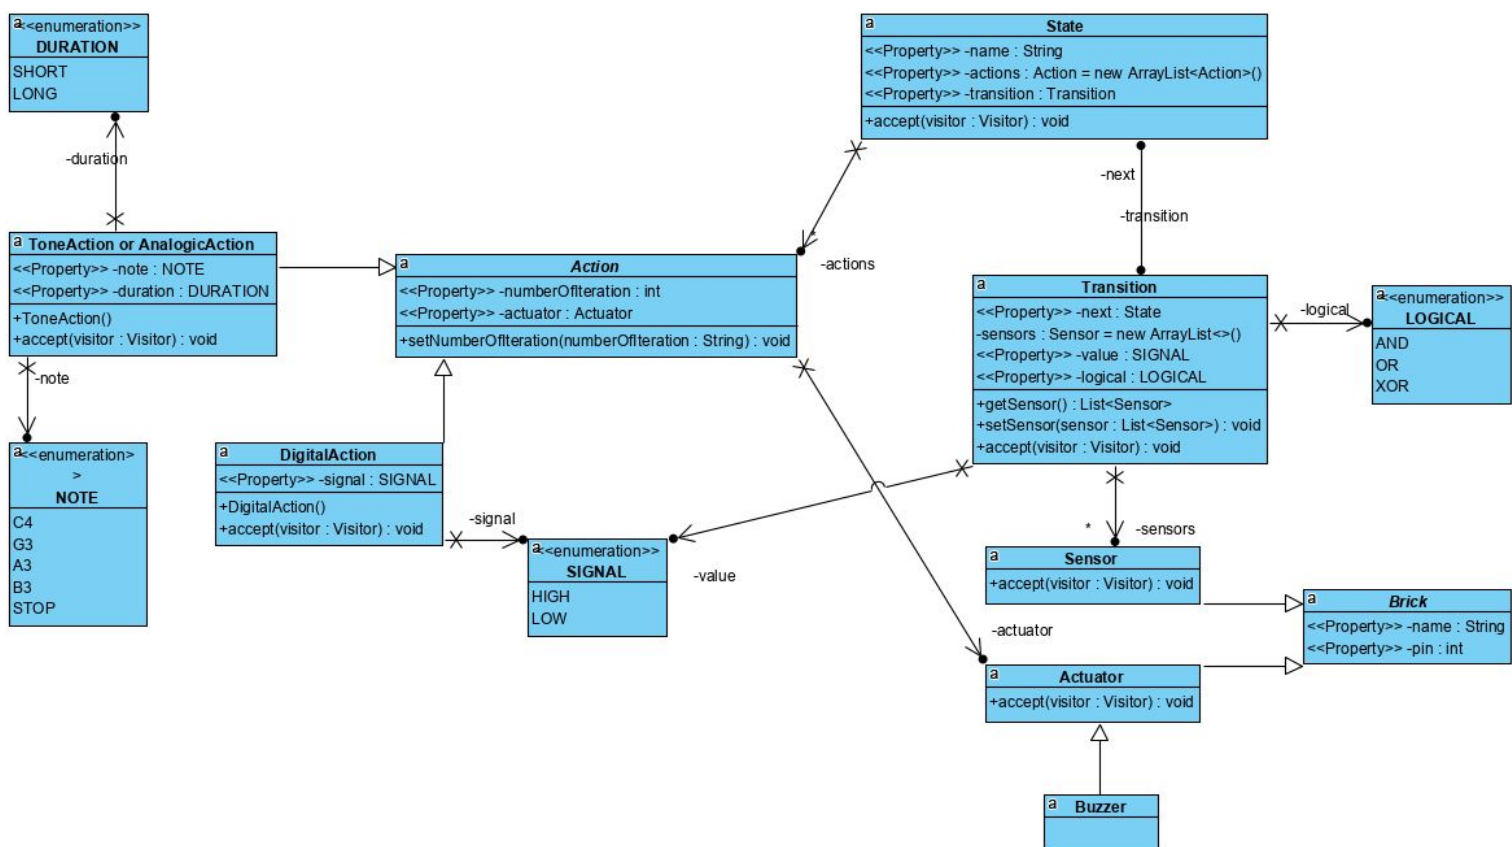 a
<<enumeration>>
DURATION
SHORT
LONG
-duration
a
State
<<Property>> -name : String
<<Property>> -actions : Action = new ArrayList<Action>()
<<Property>> -transition : Transition
+accept(visitor : Visitor) : void
-next
-transition
*
-actions
a
ToneAction or AnalogicAction
<<Property>> -note : NOTE
<<Property>> -duration : DURATION
+ToneAction()
+accept(visitor : Visitor) : void
-note
a
Action
<<Property>> -numberOfIteration : int
<<Property>> -actuator : Actuator
+setNumberOfIteration(numberOfIteration : String) : void
a
Transition
<<Property>> -next : State
-sensors : Sensor = new ArrayList<>()
<<Property>> -value : SIGNAL
<<Property>> -logical : LOGICAL
+getSensor() : List<Sensor>
+setSensor(sensor : List<Sensor>) : void
+accept(visitor : Visitor) : void
-logical
a
<<enumeration>>
LOGICAL
AND
OR
XOR
a
<<enumeration>
>
NOTE
C4
G3
A3
B3
STOP
a
DigitalAction
<<Property>> -signal : SIGNAL
+DigitalAction()
+accept(visitor : Visitor) : void
-signal
a
<<enumeration>>
SIGNAL
HIGH
LOW
-value
*
-sensors
a
Sensor
+accept(visitor : Visitor) : void
a
Brick
<<Property>> -name : String
<<Property>> -pin : int
-actuator
a
Actuator
+accept(visitor : Visitor) : void
a
Buzzer